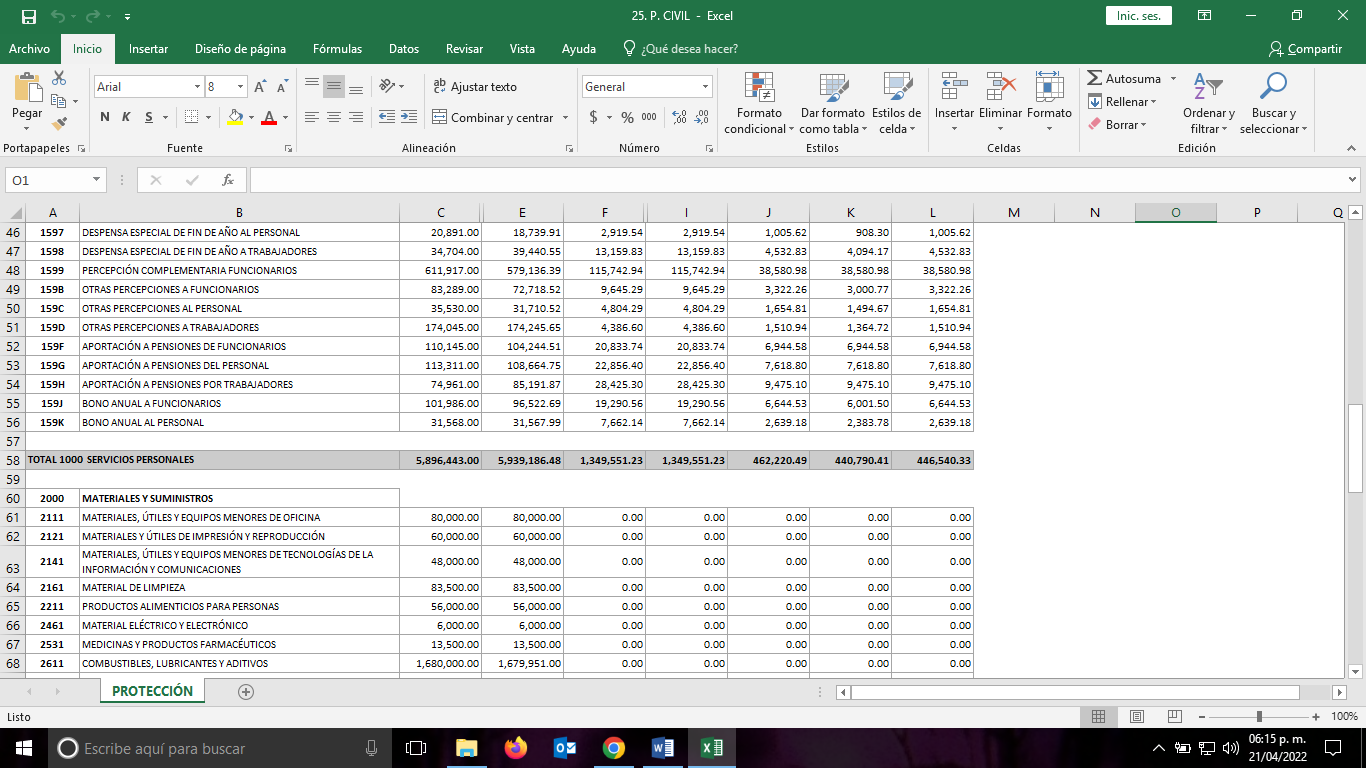 25. P. CIVIL - Excel
Inic. ses.
Archivo Inicio Insertar Diseño de página Fórmulas Datos Revisar Vista Ayuda ¿Qué desea hacer? Compartir
Pegar
Arial 8 A A
N K S A
ab Ajustar texto
Combinar y centrar
General
$ % 000
Formato condicional
Dar formato como tabla
Estilos de celda
Insertar Eliminar Formato
Autosuma
Rellenar
Borrar
Ordenar y filtrar
Buscar y seleccionar
Portapapeles Fuente Alineación Número Estilos Celdas Edición
O1 fx
A B C E F I J K L M N O P Q
46 1597 DESPENSA ESPECIAL DE FIN DE AÑO AL PERSONAL 20,891.00 18,739.91 2,919.54 2,919.54 1,005.62 908.30 1,005.62
47 1598 DESPENSA ESPECIAL DE FIN DE AÑO A TRABAJADORES 34,704.00 39,440.55 13,159.83 13,159.83 4,532.83 4,094.17 4,532.83
48 1599 PERCEPCIÓN COMPLEMENTARIA FUNCIONARIOS 611,917.00 579,136.39 115,742.94 115,742.94 38,580.98 38,580.98 38,580.98
49 159B OTRAS PERCEPCIONES A FUNCIONARIOS 83,289.00 72,718.52 9,645.29 9,645.29 3,322.26 3,000.77 3,322.26
50 159C OTRAS PERCEPCIONES AL PERSONAL 35,530.00 31,710.52 4,804.29 4,804.29 1,654.81 1,494.67 1,654.81
51 159D OTRAS PERCEPCIONES A TRABAJADORES 174,045.00 174,245.65 4,386.60 4,386.60 1,510.94 1,364.72 1,510.94
52 159F APORTACIÓN A PENSIONES DE FUNCIONARIOS 110,145.00 104,244.51 20,833.74 20,833.74 6,944.58 6,944.58 6,944.58
53 159G APORTACIÓN A PENSIONES DEL PERSONAL 113,311.00 108,664.75 22,856.40 22,856.40 7,618.80 7,618.80 7,618.80
54 159H APORTACIÓN A PENSIONES POR TRABAJADORES 74,961.00 85,191.87 28,425.30 28,425.30 9,475.10 9,475.10 9,475.10
55 159J BONO ANUAL A FUNCIONARIOS 101,986.00 96,522.69 19,290.56 19,290.56 6,644.53 6,001.50 6,644.53
56 159K BONO ANUAL AL PERSONAL 31,568.00 31,567.99 7,662.14 7,662.14 2,639.18 2,383.78 2,639.18
57
58 TOTAL 1000 SERVICIOS PERSONALES 5,896,443.00 5,939,186.48 1,349,551.23 1,349,551.23 462,220.49 440,790.41 446,540.33
59
60 2000 MATERIALES Y SUMINISTROS
61 2111 MATERIALES, ÚTILES Y EQUIPOS MENORES DE OFICINA 80,000.00 80,000.00 0.00 0.00 0.00 0.00 0.00
62 2121 MATERIALES Y ÚTILES DE IMPRESIÓN Y REPRODUCCIÓN 60,000.00 60,000.00 0.00 0.00 0.00 0.00 0.00
63 2141 MATERIALES, ÚTILES Y EQUIPOS MENORES DE TECNOLOGÍAS DE LA
INFORMACIÓN Y COMUNICACIONES 48,000.00 48,000.00 0.00 0.00 0.00 0.00 0.00
64 2161 MATERIAL DE LIMPIEZA 83,500.00 83,500.00 0.00 0.00 0.00 0.00 0.00
65 2211 PRODUCTOS ALIMENTICIOS PARA PERSONAS 56,000.00 56,000.00 0.00 0.00 0.00 0.00 0.00
66 2461 MATERIAL ELÉCTRICO Y ELECTRÓNICO 6,000.00 6,000.00 0.00 0.00 0.00 0.00 0.00
67 2531 MEDICINAS Y PRODUCTOS FARMACÉUTICOS 13,500.00 13,500.00 0.00 0.00 0.00 0.00 0.00
68 2611 COMBUSTIBLES, LUBRICANTES Y ADITIVOS 1,680,000.00 1,679,951.00 0.00 0.00 0.00 0.00 0.00
PROTECCIÓN
Listo 100%
Escribe aquí para buscar
06:15 p. m.
21/04/2022